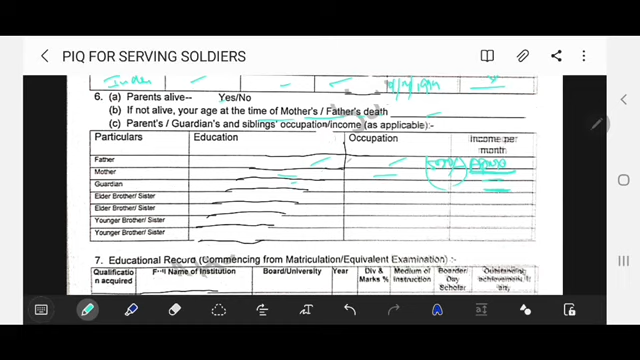 PIQ FOR SERVING SOLDIERS
6. (a) Parents alive-- Yes/No
(b) If not alive, your age at the time of Mother's / Father's death
(c) Parent's / Guardian's and siblings' occupation/income (as applicable):-
Particulars Education Occupation Income per month
Father
Mother
Guardian
Elder Brother/ Sister
Elder Brother/ Sister
Younger Brother/ Sister
Younger Brother/ Sister
7. Educational Record (Commencing from Matriculation/Equivalent Examination) :-
Qualification acquired Full Name of Institution Board/University Year Div & Marks % Medium of Instruction Boarder/ Day Scholar Outstanding achievement if any